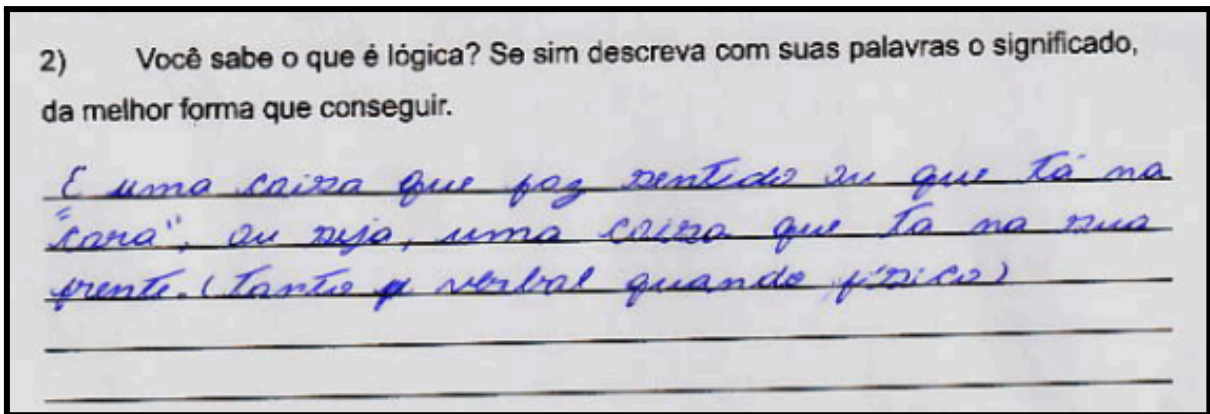 2) Você sabe o que é lógica? Se sim descreva com suas palavras o significado,
da melhor forma que conseguir.
É uma coisa que faz sentido ou que tá na
"cara", ou seja, uma coisa que ta na sua
frente. (Tanto verbal quando físico)